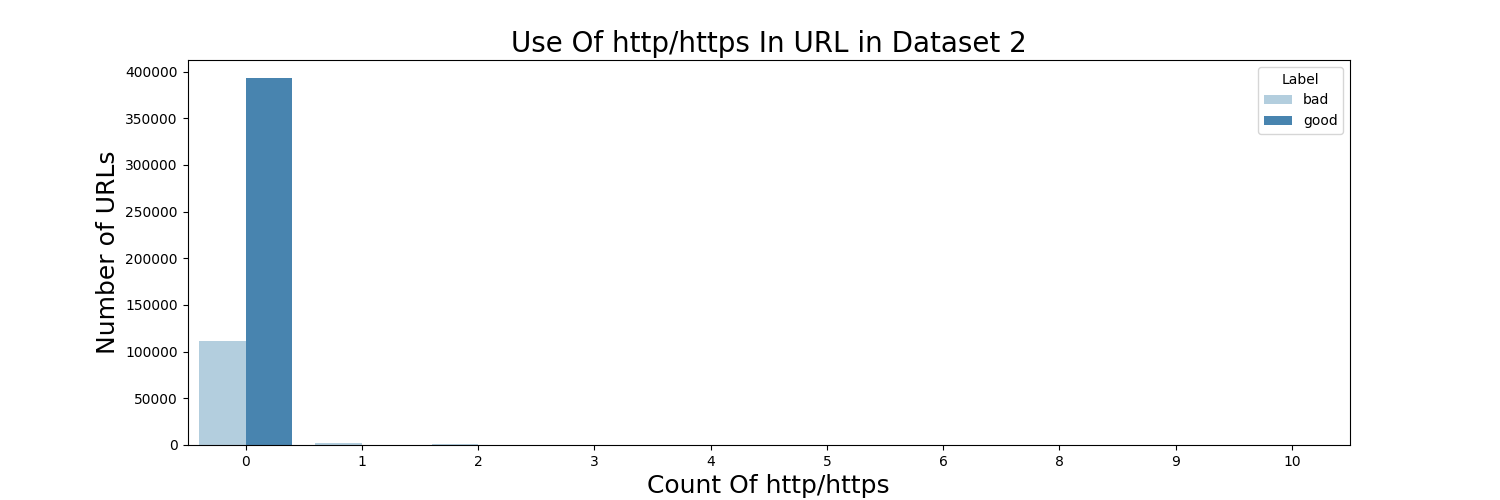 Use Of http/https In URL in Dataset 2
Number of URLs
400000
350000
300000
250000
200000
150000
100000
50000
0
Label
bad
good
0 1 2 3 4 5 6 8 9 10
Count Of http/https